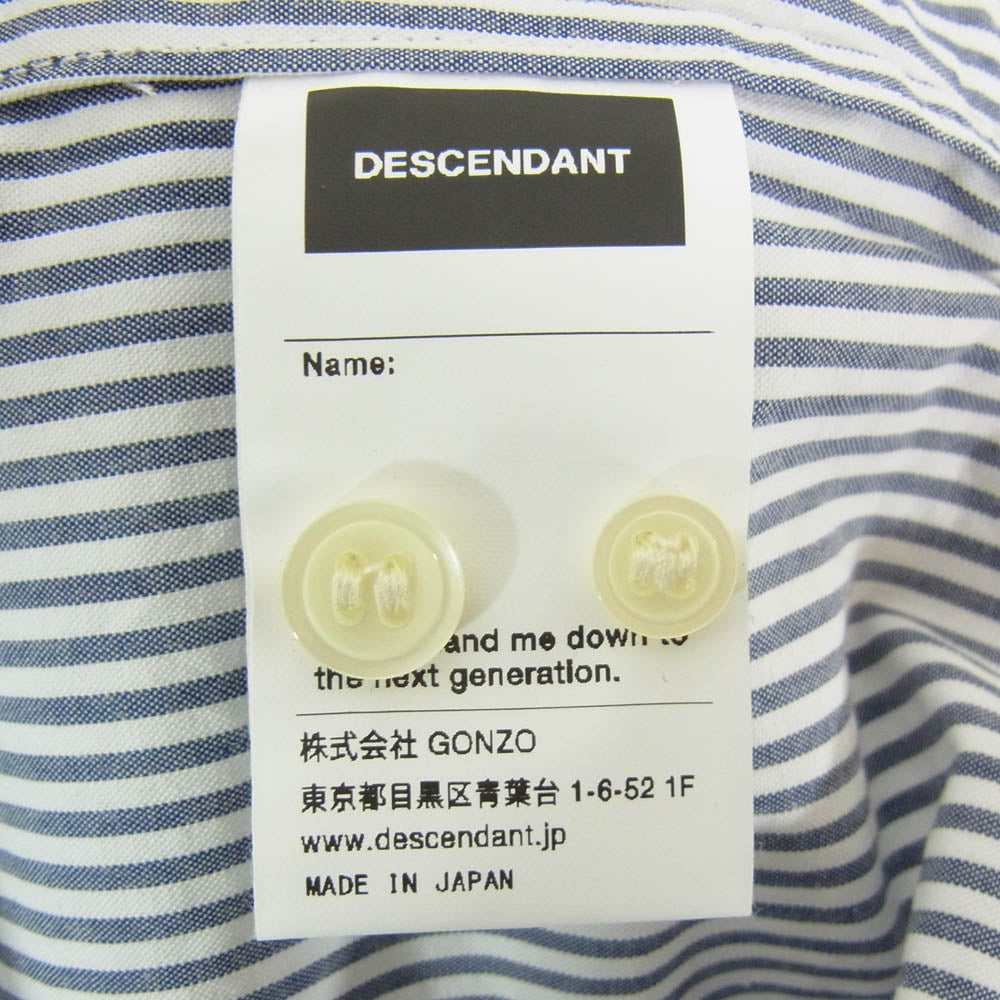 DESCENDANT
Name:
and me down to
the next generation.
株式会社 GONZO
東京都目黒区青葉台 1-6-52 1F
www.descendant.jp
MADE IN JAPAN